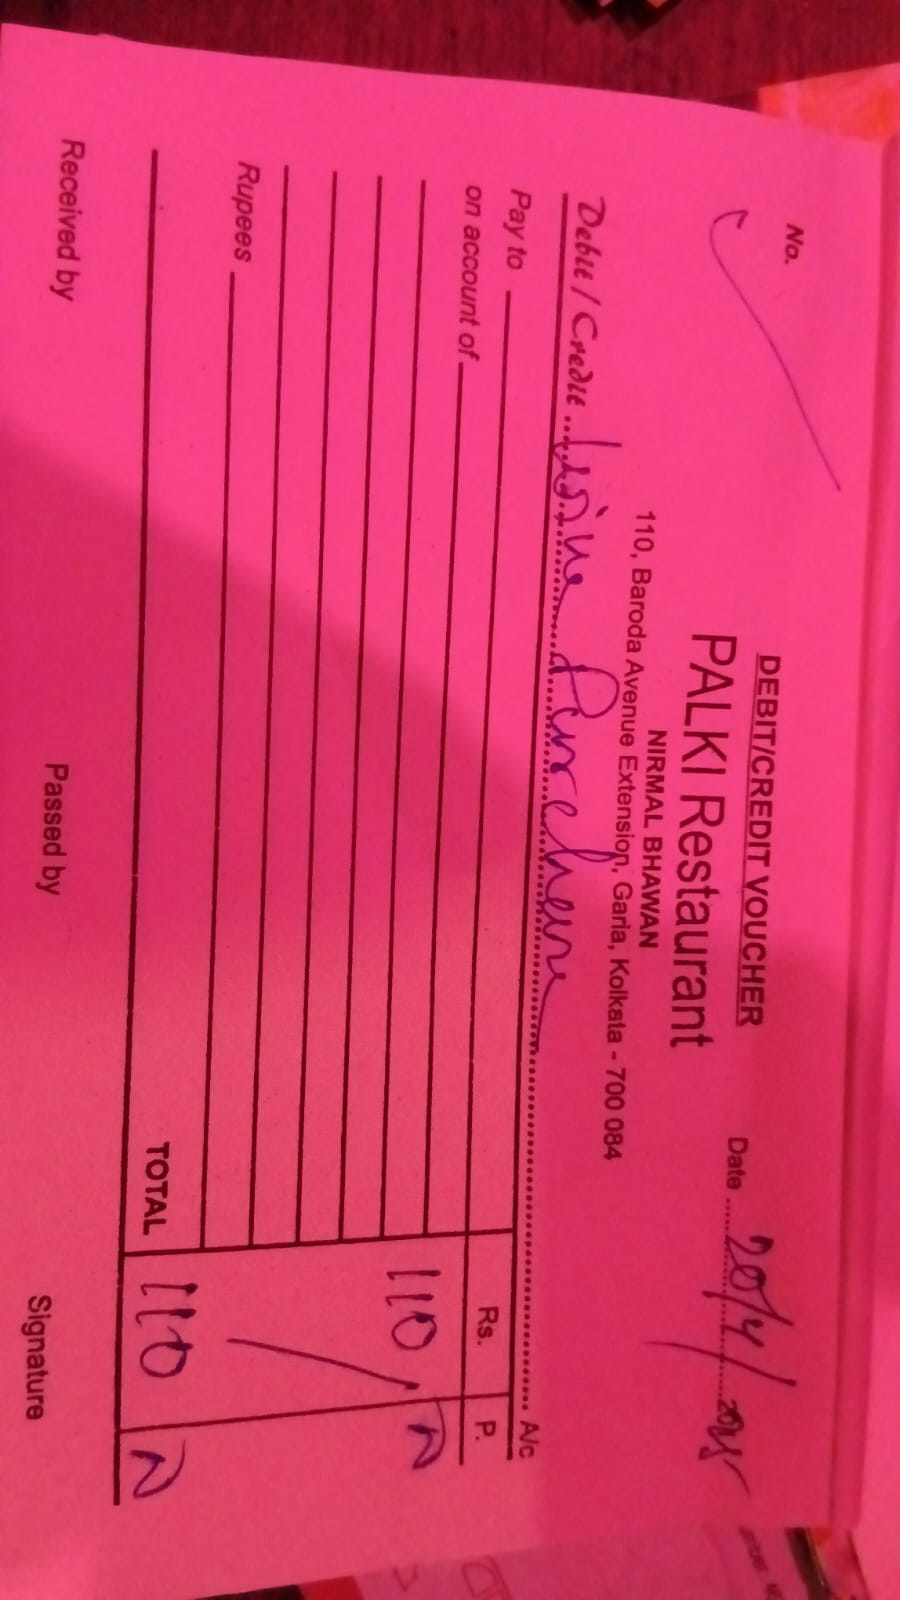 No.
DEBIT/CREDIT VOUCHER
PALKI Restaurant
NIRMAL BHAWAN
110, Baroda Avenue Extension, Garia, Kolkata - 700 084
Date 20/4/2025
Debit / Credit Wine Purchase A/c
Pay to
Rs. P.
on account of
110 N
Rupees
TOTAL 110 N
Received by Passed by Signature